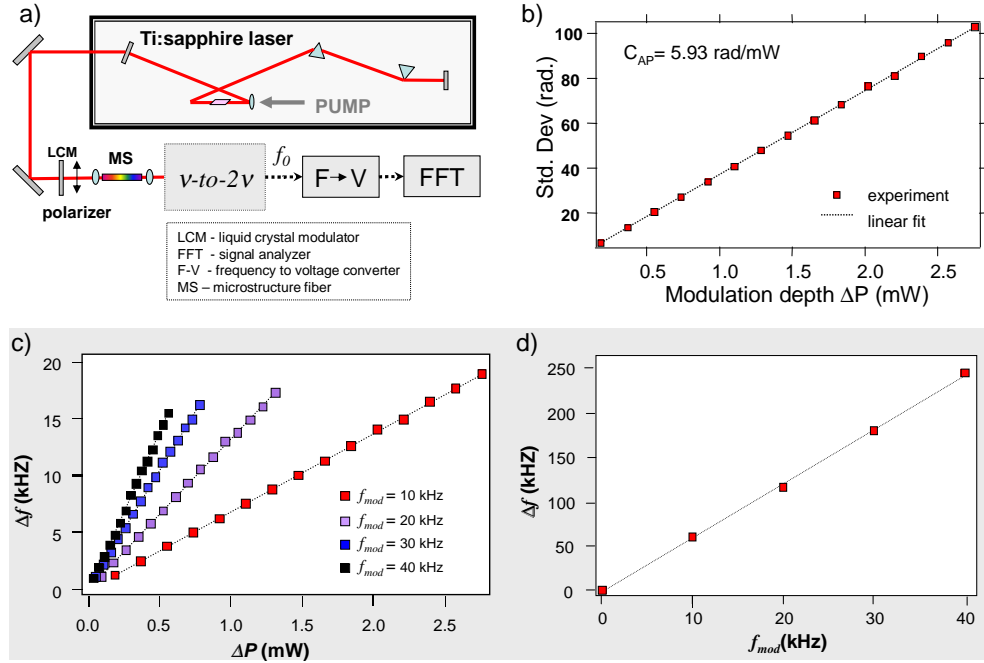 a)
Ti:sapphire laser
PUMP
LCM
MS
polarizer
ν-to-2ν
f0
F→V
FFT
LCM - liquid crystal modulator
FFT - signal analyzer
F-V - frequency to voltage converter
MS – microstructure fiber
b)
CAP= 5.93 rad/mW
Std. Dev (rad.)
100
80
60
40
20
experiment
linear fit
0.5
1.0
1.5
2.0
2.5
Modulation depth ΔP (mW)
c)
Δf (kHZ)
20
15
10
5
0
fmod = 10 kHz
fmod = 20 kHz
fmod = 30 kHz
fmod = 40 kHz
0.0
0.5
1.0
1.5
2.0
2.5
ΔP (mW)
d)
Δf (kHZ)
250
200
150
100
50
0
0
10
20
30
40
fmod(kHz)